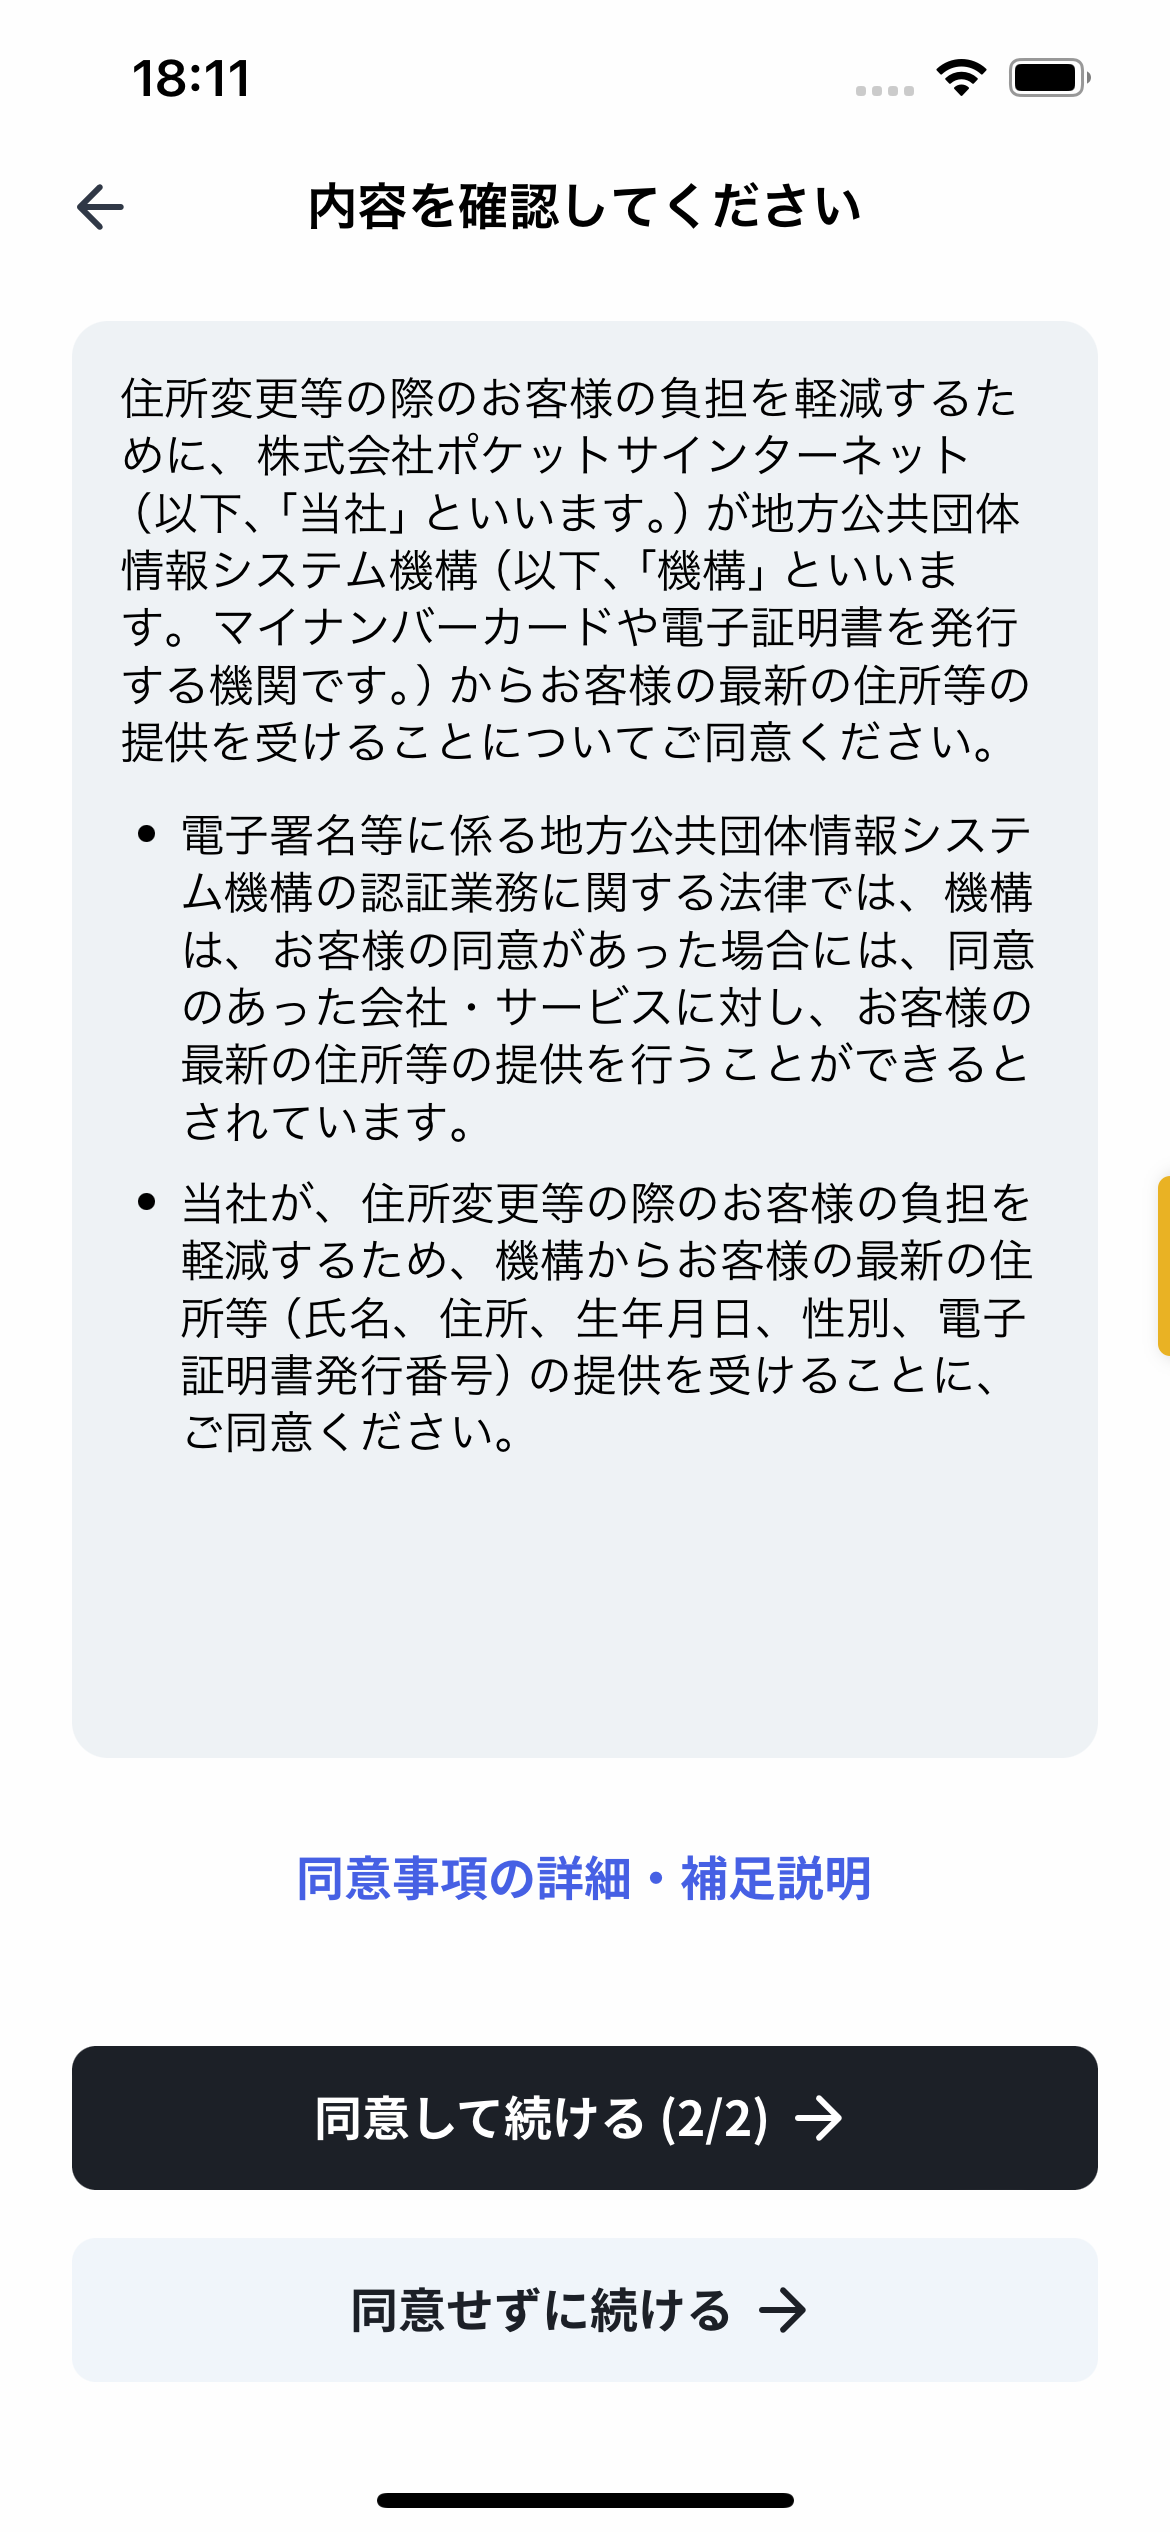 18:11
内容を確認してください
住所変更等の際のお客様の負担を軽減するた
めに、株式会社ポケットサインターネット
（以下、「当社」といいます。）が地方公共団体
情報システム機構（以下、「機構」といいま
す。マイナンバーカードや電子証明書を発行
する機関です。）からお客様の最新の住所等の
提供を受けることについてご同意ください。
• 電子署名等に係る地方公共団体情報システ
ム機構の認証業務に関する法律では、機構
は、お客様の同意があった場合には、同意
のあった会社・サービスに対し、お客様の
最新の住所等の提供を行うことができると
されています。
• 当社が、住所変更等の際のお客様の負担を
軽減するため、機構からお客様の最新の住
所等（氏名、住所、生年月日、性別、電子
証明書発行番号）の提供を受けることに、
ご同意ください。
同意事項の詳細・補足説明
同意して続ける (2/2) →
同意せずに続ける →